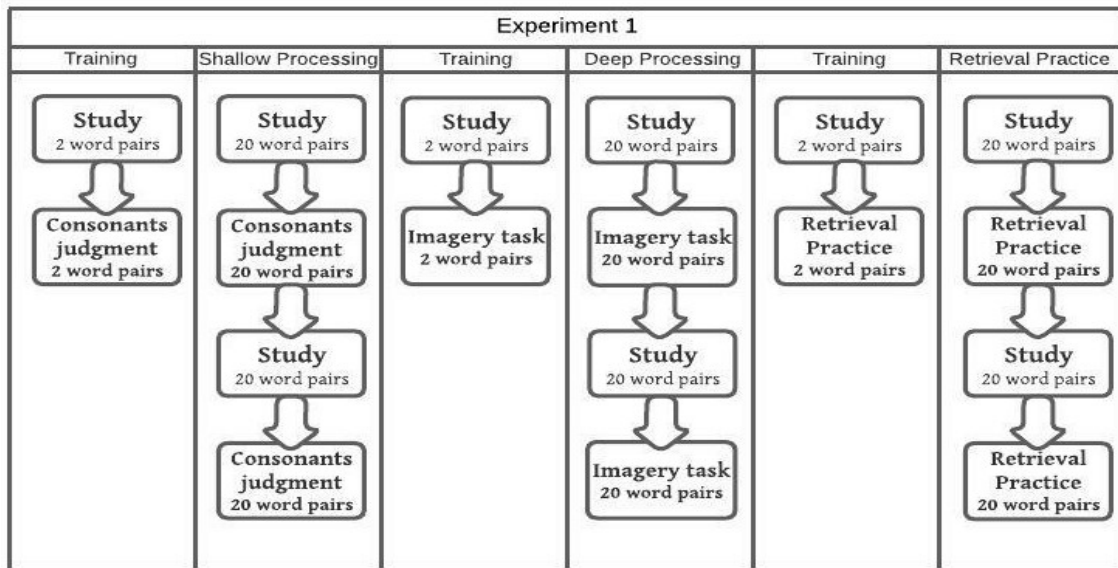 Experiment 1
Training
Shallow Processing
Training
Deep Processing
Training
Retrieval Practice
Study
2 word pairs
Consonants
judgment
2 word pairs
Study
20 word pairs
Consonants
judgment
20 word pairs
Study
20 word pairs
Consonants
judgment
20 word pairs
Study
2 word pairs
Imagery task
2 word pairs
Study
20 word pairs
Imagery task
20 word pairs
Study
20 word pairs
Imagery task
20 word pairs
Study
2 word pairs
Retrieval
Practice
2 word pairs
Study
20 word pairs
Retrieval
Practice
20 word pairs
Study
20 word pairs
Retrieval
Practice
20 word pairs